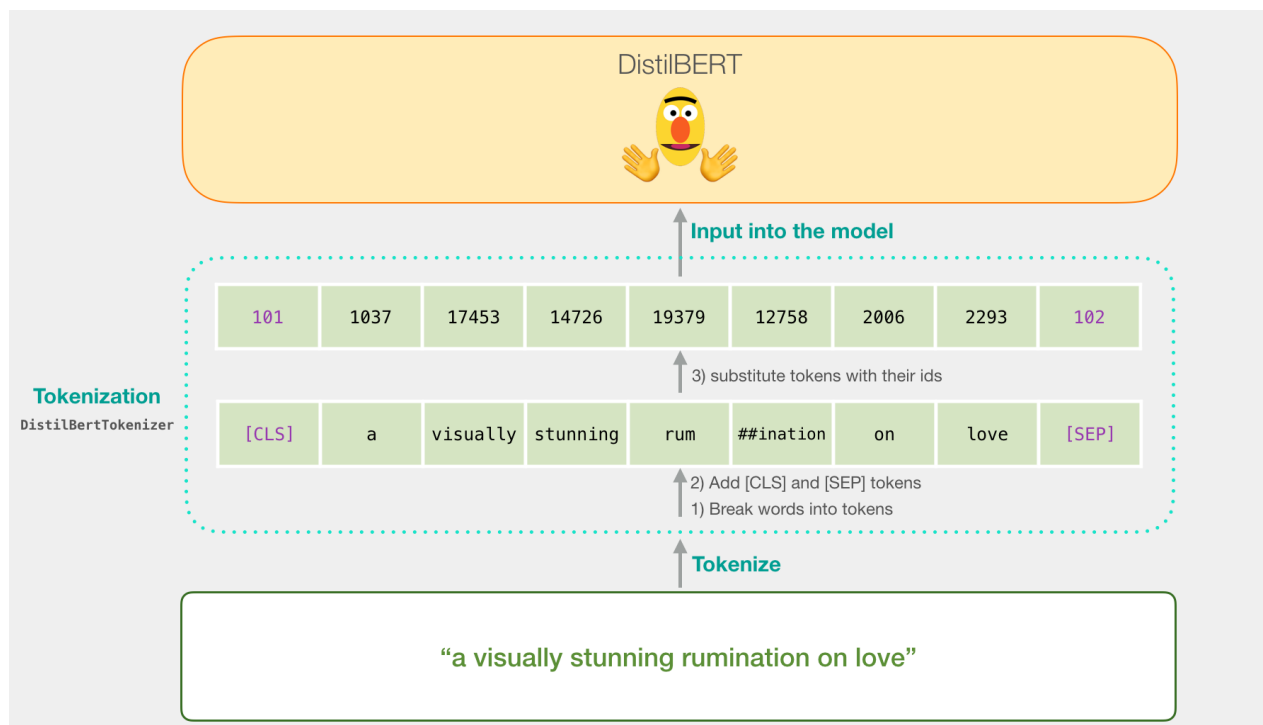 DistilBERT
Input into the model
101 1037 17453 14726 19379 12758 2006 2293 102
3) substitute tokens with their ids
Tokenization
DistilBertTokenizer
[CLS] a visually stunning rum ##ination on love [SEP]
2) Add [CLS] and [SEP] tokens
1) Break words into tokens
Tokenize
“a visually stunning rumination on love”